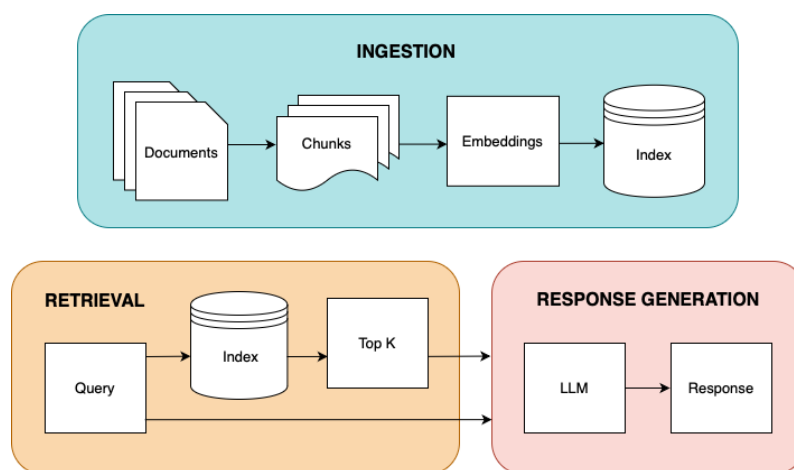 INGESTION
Documents
Chunks
Embeddings
Index
RETRIEVAL
Query
Index
Top K
RESPONSE GENERATION
LLM
Response